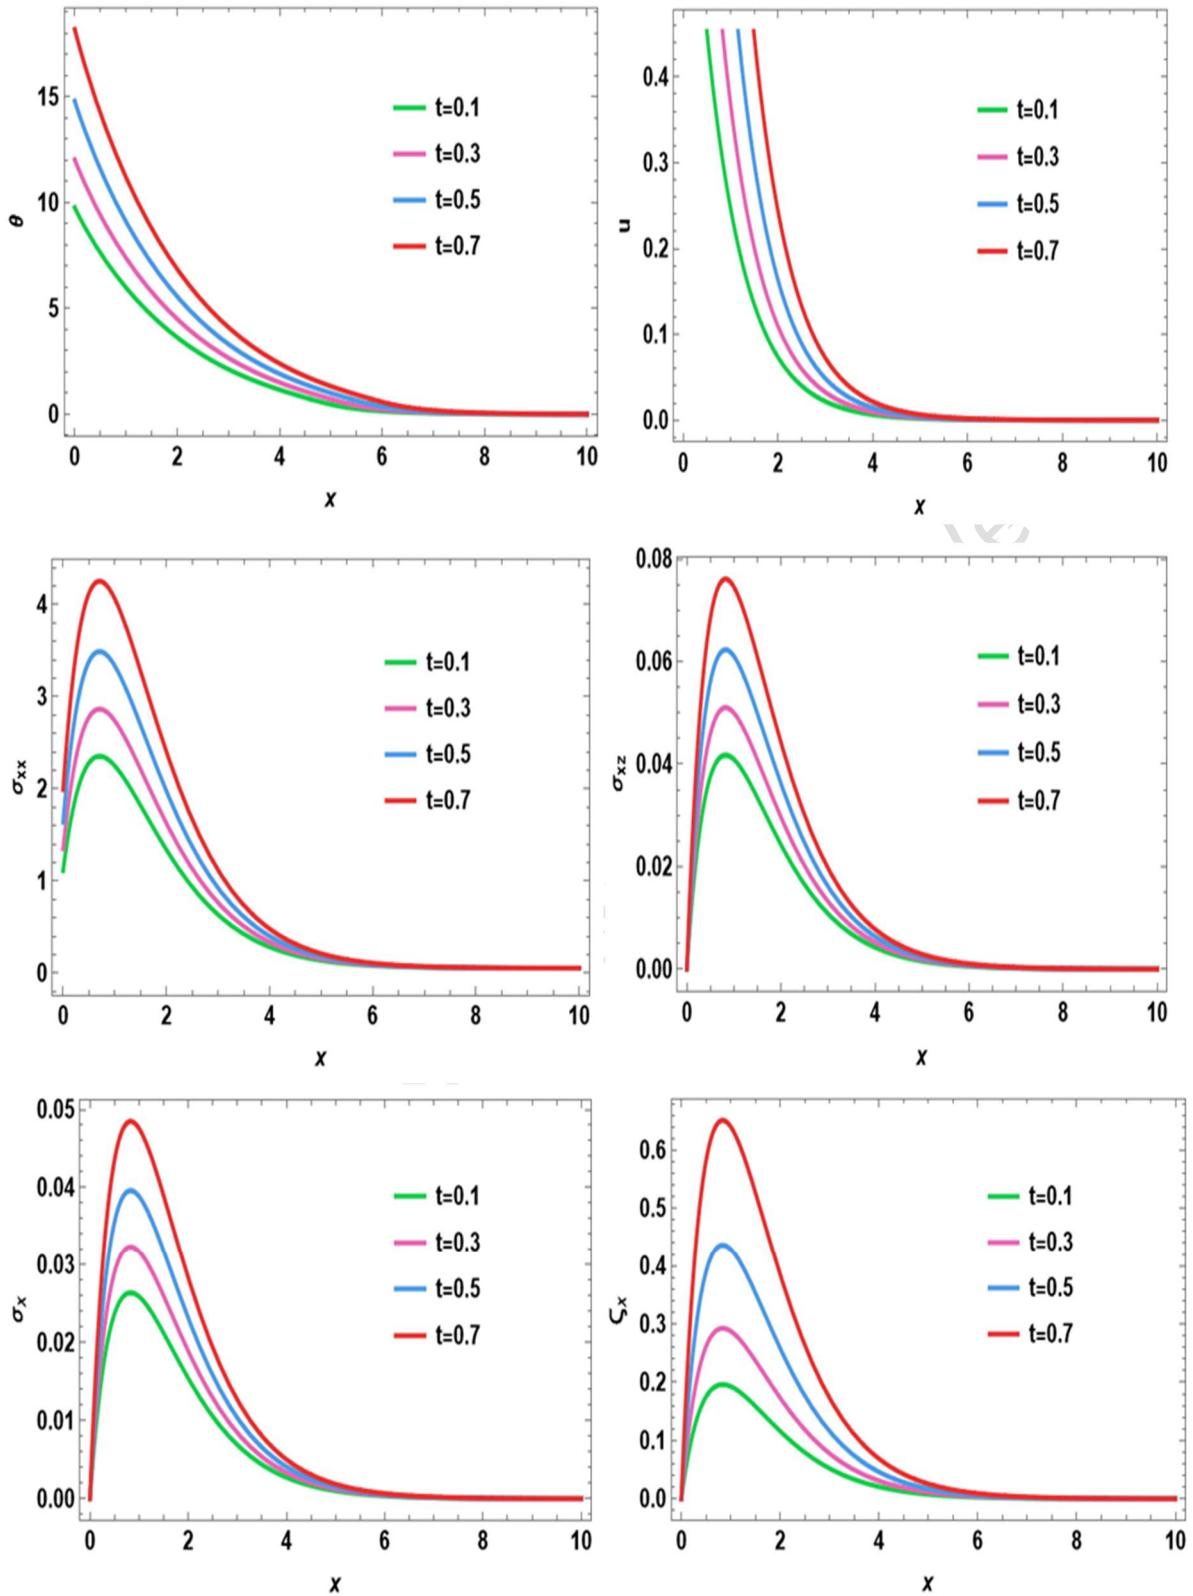 θ
15
10
5
0
t=0.1
t=0.3
t=0.5
t=0.7
0 2 4 6 8 10
x
u
0.4
0.3
0.2
0.1
0.0
t=0.1
t=0.3
t=0.5
t=0.7
0 2 4 6 8 10
x
σxx
4
3
2
1
0
t=0.1
t=0.3
t=0.5
t=0.7
0 2 4 6 8 10
x
σxz
0.08
0.06
0.04
0.02
0.00
t=0.1
t=0.3
t=0.5
t=0.7
0 2 4 6 8 10
x
σx
0.05
0.04
0.03
0.02
0.01
0.00
t=0.1
t=0.3
t=0.5
t=0.7
0 2 4 6 8 10
x
ςx
0.6
0.5
0.4
0.3
0.2
0.1
0.0
t=0.1
t=0.3
t=0.5
t=0.7
0 2 4 6 8 10
x